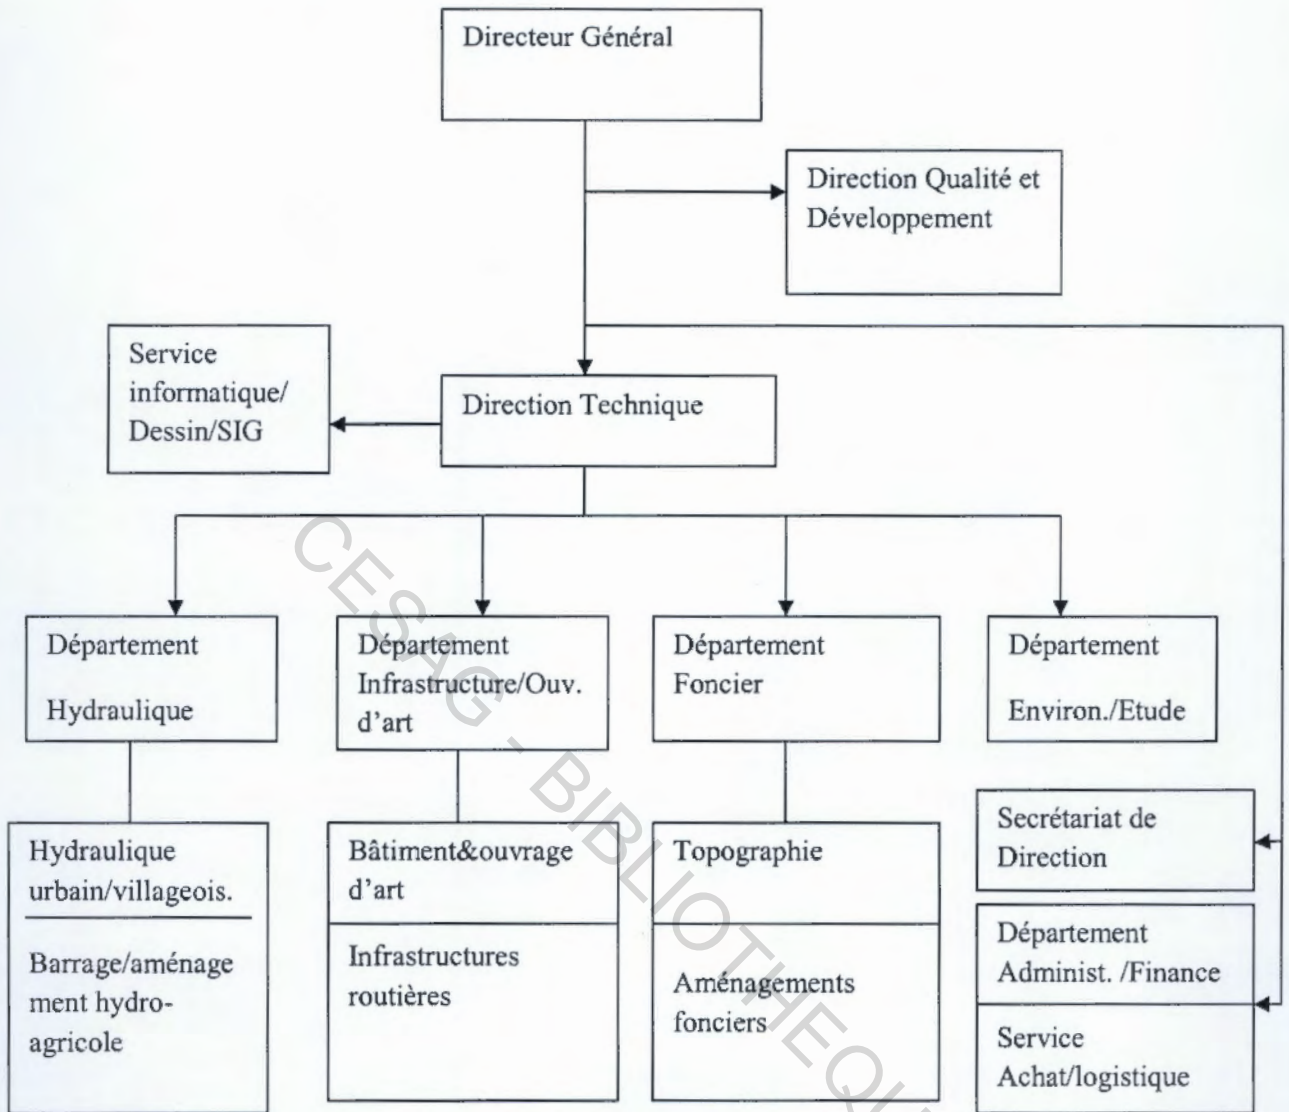 Directeur Général
Direction Qualité et
Développement
Service
informatique/
Dessin/SIG
Direction Technique
Département
Hydraulique
Département
Infrastructure/Ouv.
d'art
Département
Foncier
Département
Environ./Etude
Hydraulique
urbain/villageois.
Barrage/aménage
ment hydro-
agricole
Bâtiment&ouvrage
d'art
Infrastructures
routières
Topographie
Aménagements
fonciers
Secrétariat de
Direction
Département
Administ. /Finance
Service
Achat/logistique
CESAG - BIBLIOTHEQU